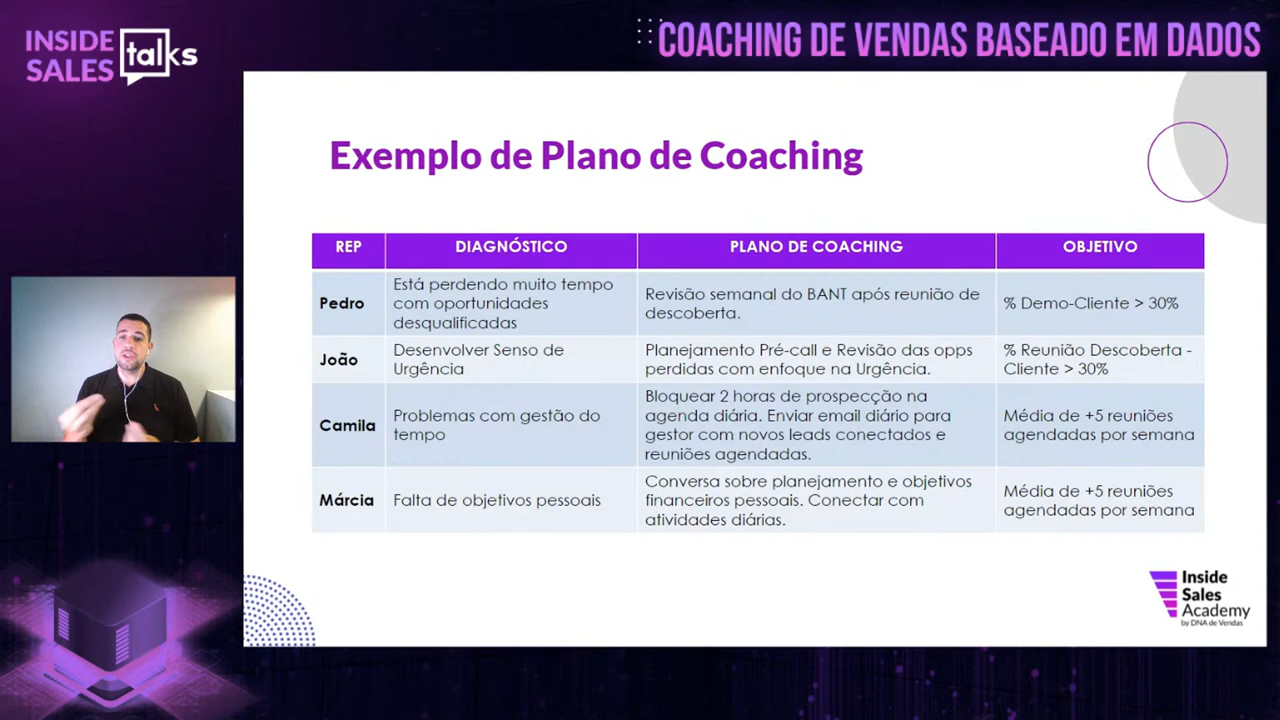 INSIDE
SALES
talks
COACHING DE VENDAS BASEADO EM DADOS
Exemplo de Plano de Coaching
REP DIAGNÓSTICO PLANO DE COACHING OBJETIVO
Pedro
Está perdendo muito tempo
com oportunidades
desqualificadas
Revisão semanal do BANT após reunião de
descoberta.
% Demo-Cliente > 30%
João
Desenvolver Senso de
Urgência
Planejamento Pré-call e Revisão das opps
perdidas com enfoque na Urgência.
% Reunião Descoberta -
Cliente > 30%
Camila
Problemas com gestão do
tempo
Bloquear 2 horas de prospecção na
agenda diária. Enviar email diário para
gestor com novos leads conectados e
reuniões agendadas.
Média de +5 reuniões
agendadas por semana
Márcia
Falta de objetivos pessoais
Conversa sobre planejamento e objetivos
financeiros pessoais. Conectar com
atividades diárias.
Média de +5 reuniões
agendadas por semana
Inside
Sales
Academy
by DNA de Vendas